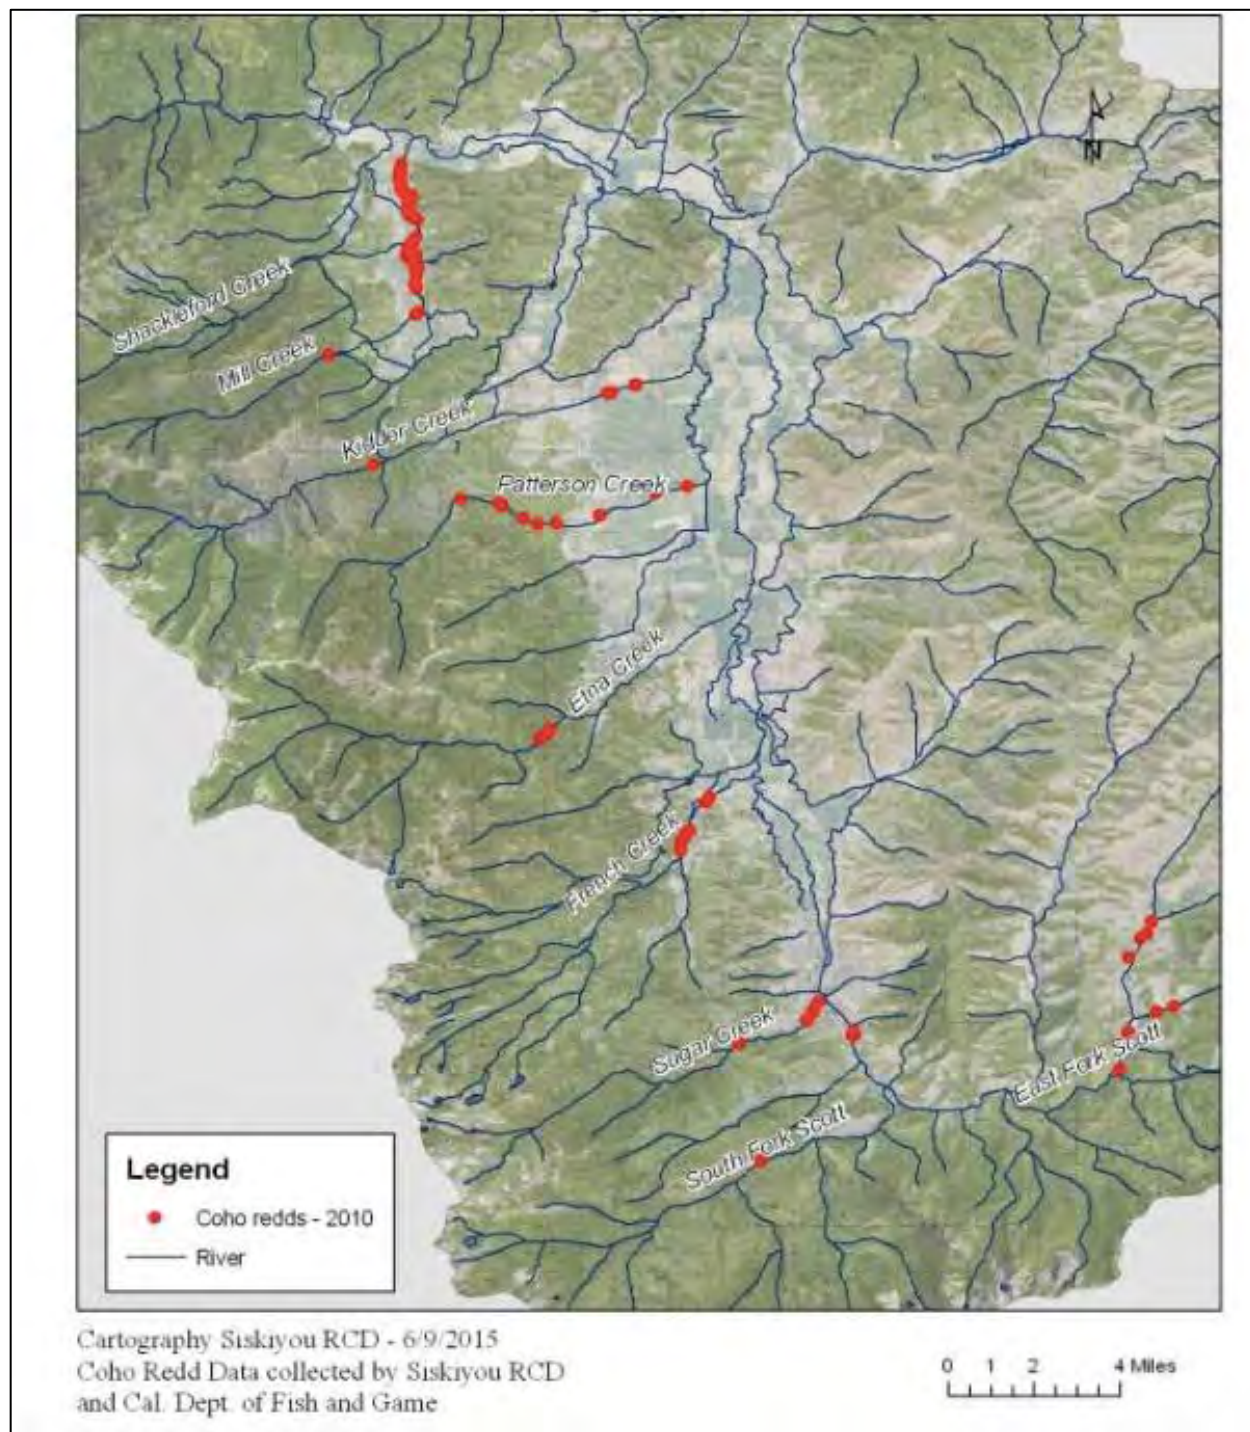 N
Shackleford Creek
Mill Creek
Kidder Creek
Patterson Creek
Etna Creek
French Creek
Sugar Creek
East Fork Scott
South Fork Scott
Legend
Coho redds - 2010
River
Cartography Siskiyou RCD - 6/9/2015
Coho Redd Data collected by Siskiyou RCD
and Cal. Dept. of Fish and Game
0 1 2 4 Miles